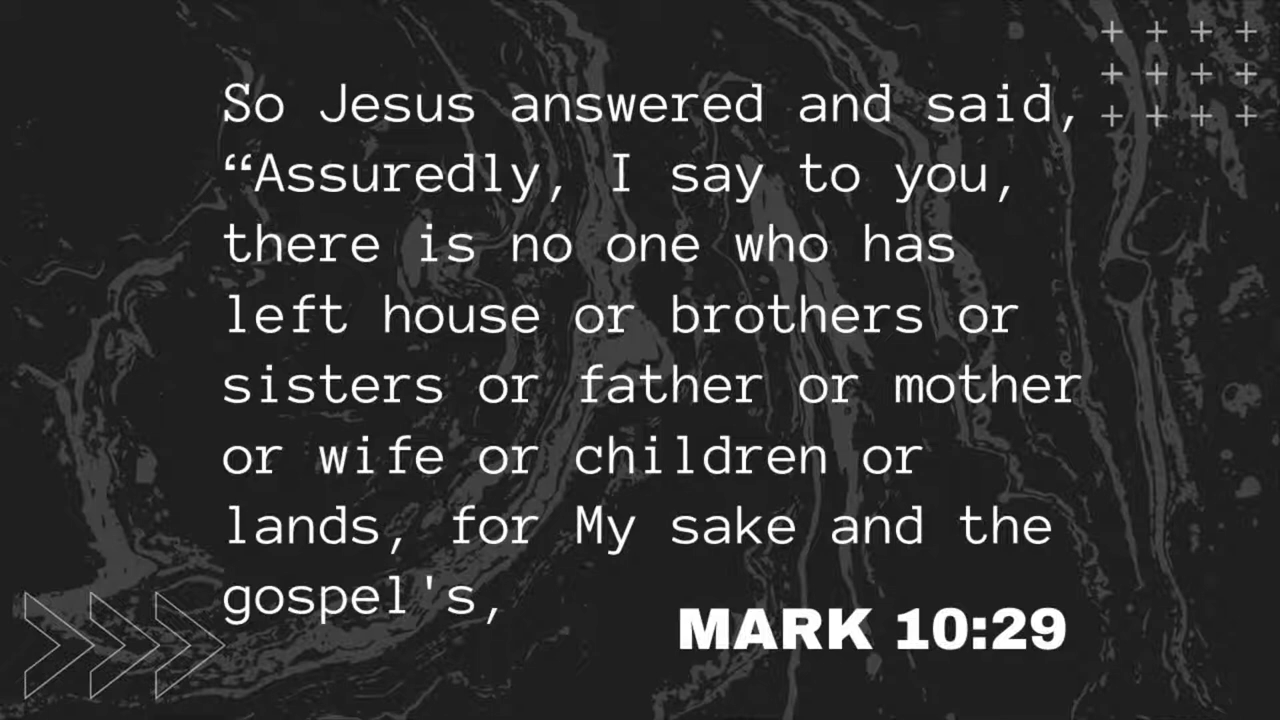 So Jesus answered and said,
“Assuredly, I say to you,
there is no one who has
left house or brothers or
sisters or father or mother
or wife or children or
lands, for My sake and the
gospel's,
MARK 10:29